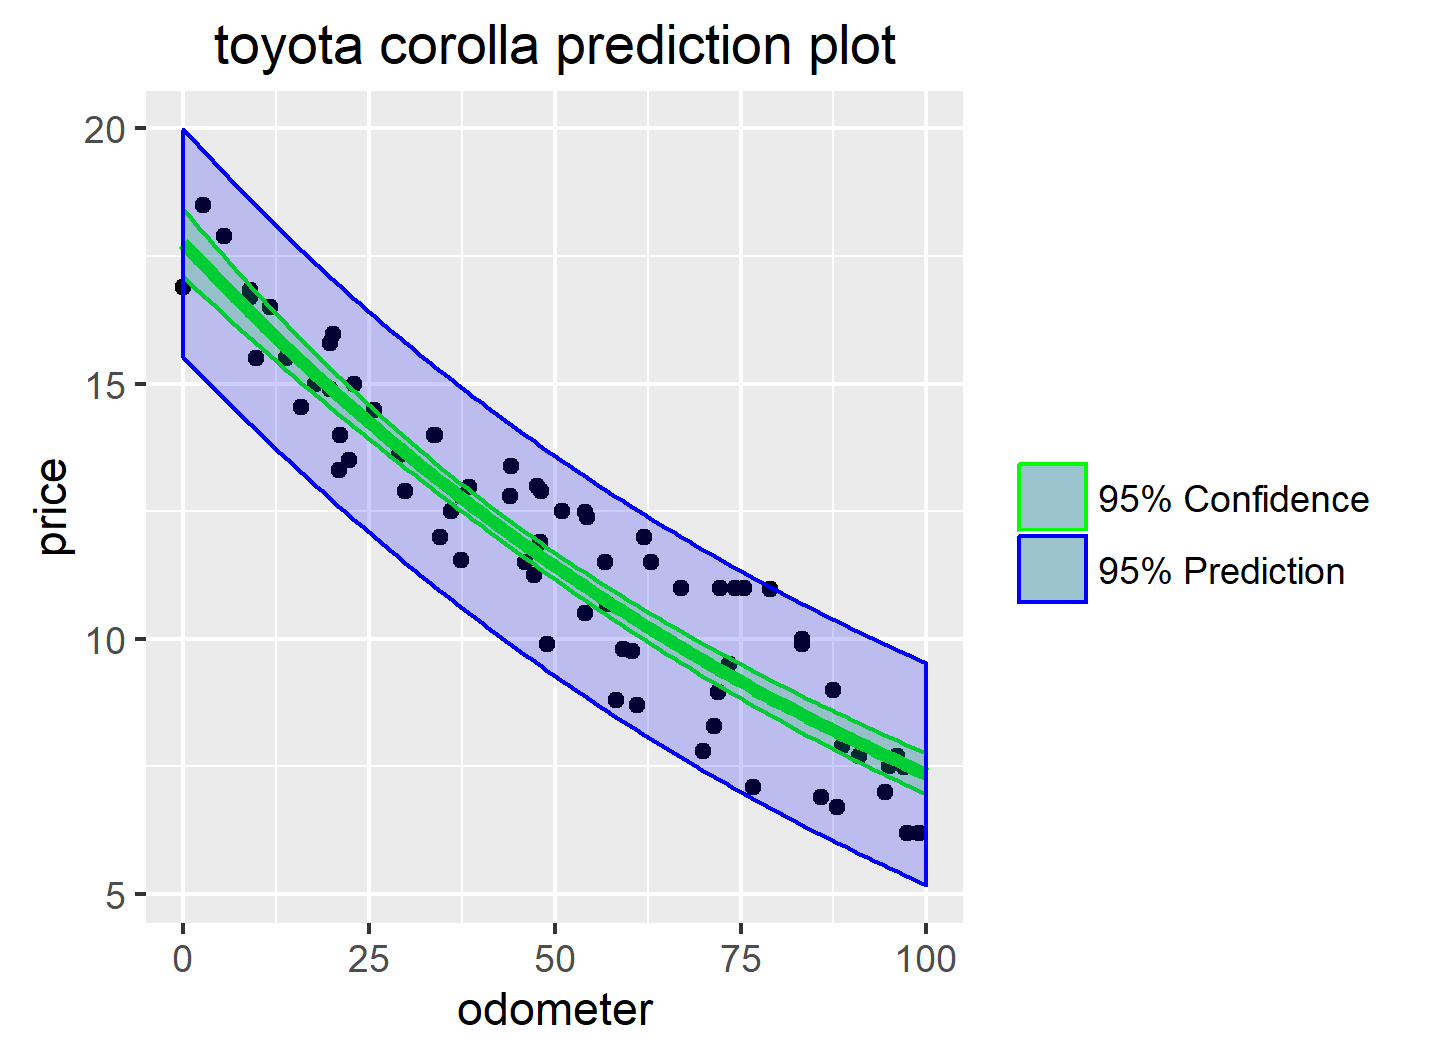 toyota corolla prediction plot
price
20
15
10
5
0 25 50 75 100
odometer
95% Confidence
95% Prediction